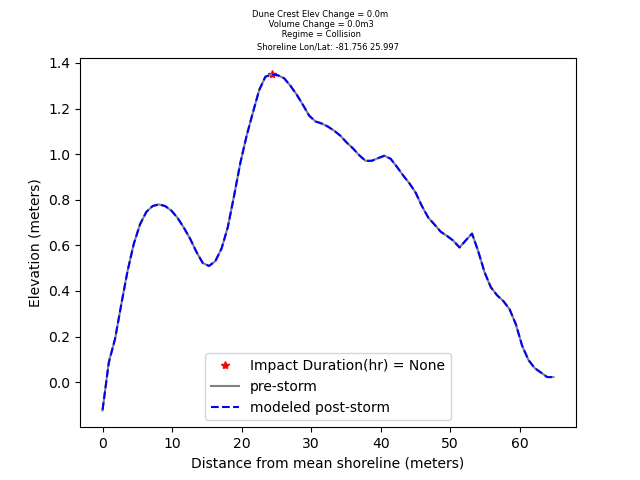 Dune Crest Elev Change = 0.0m
Volume Change = 0.0m3
Regime = Collision
Shoreline Lon/Lat: -81.756 25.997
1.4
1.2
1.0
0.8
0.6
0.4
0.2
0.0
Elevation (meters)
Impact Duration(hr) = None
pre-storm
modeled post-storm
0 10 20 30 40 50 60
Distance from mean shoreline (meters)